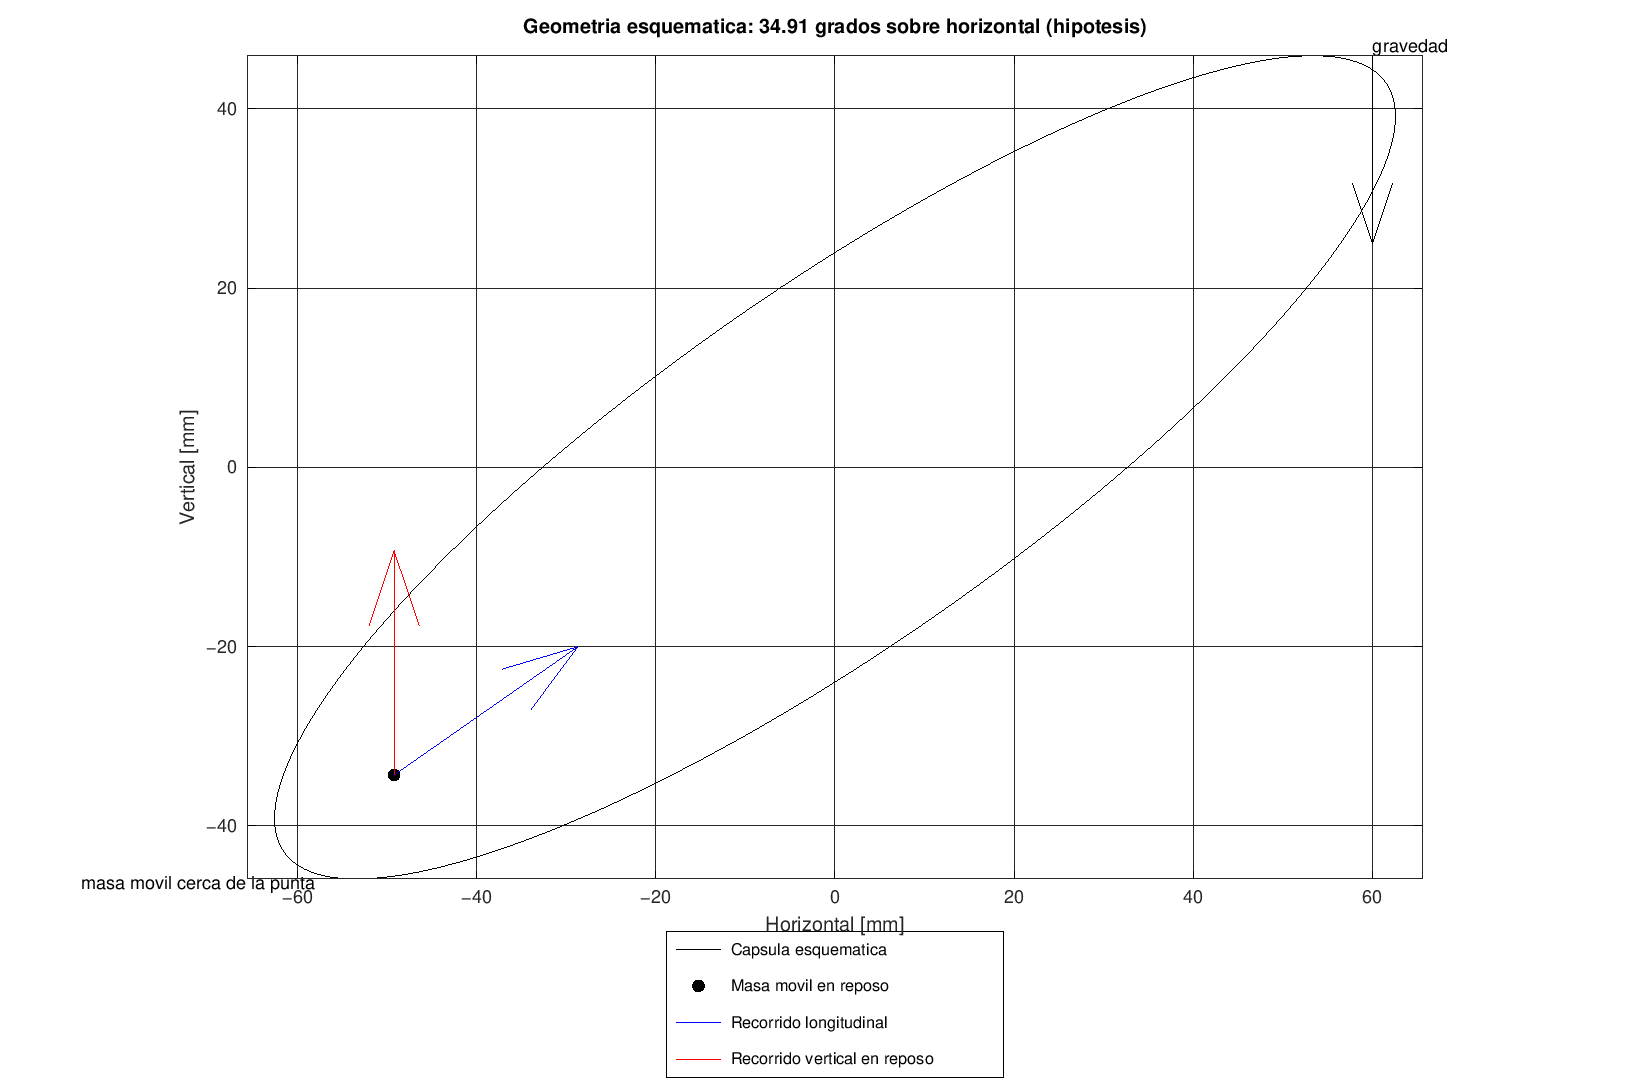 Geometria esquematica: 34.91 grados sobre horizontal (hipotesis)
gravedad
40
20
0
−20
−40
Vertical [mm]
masa movil cerca de la punta
−60
−40
−20
0
20
40
60
Horizontal [mm]
Capsula esquematica
Masa movil en reposo
Recorrido longitudinal
Recorrido vertical en reposo